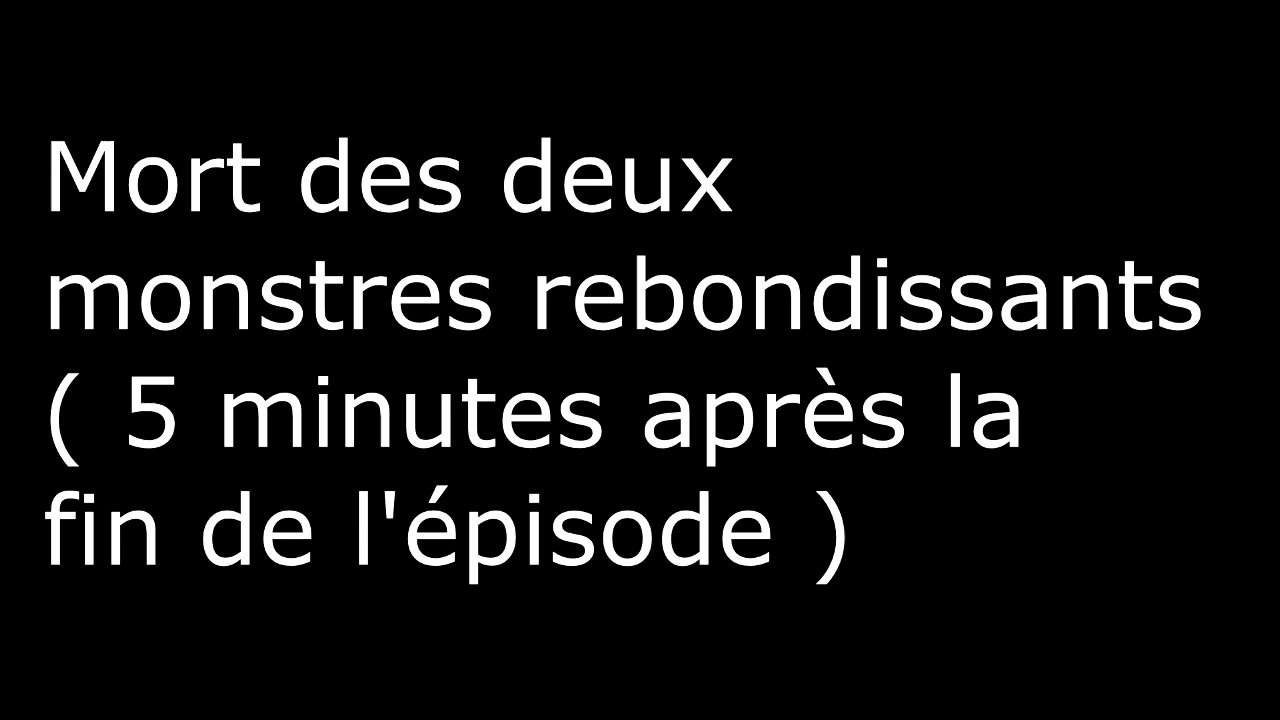 Mort des deux
monstres rebondissants
( 5 minutes après la
fin de l'épisode )